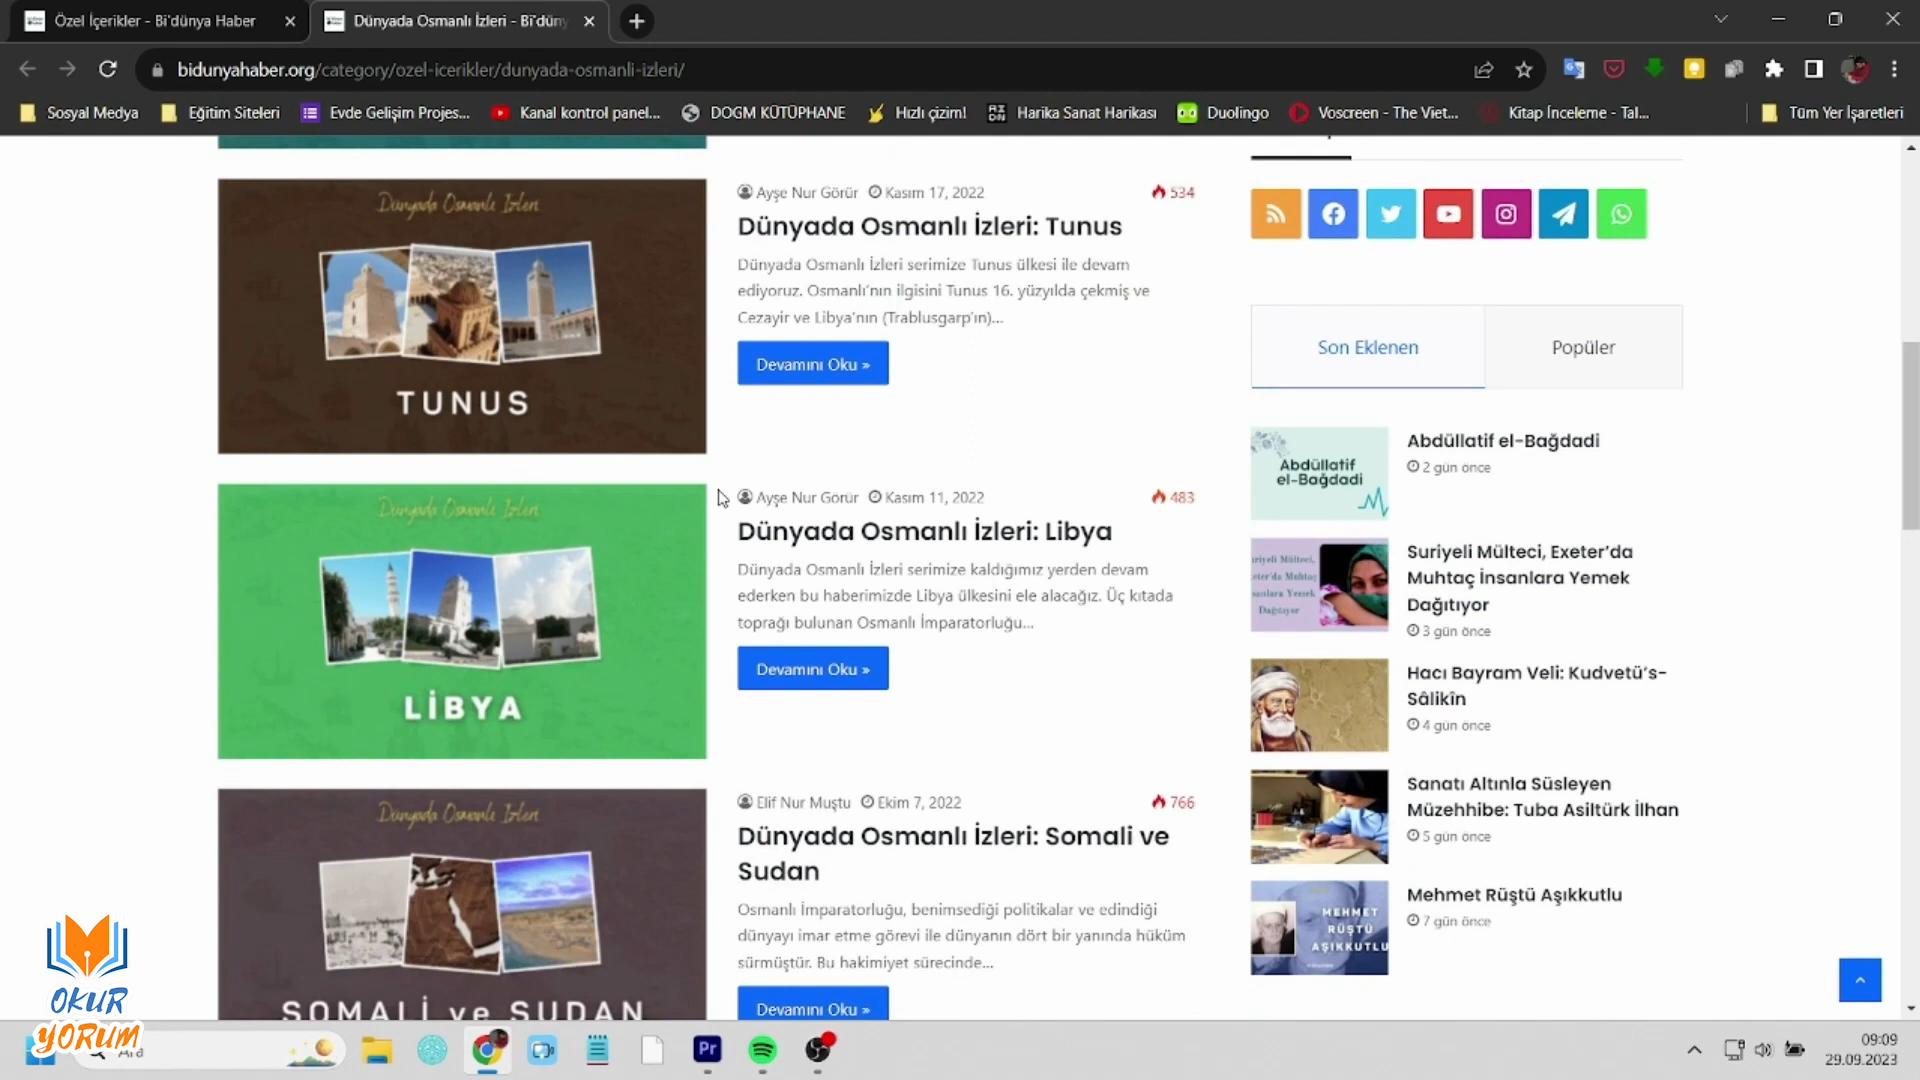 Özel İçerikler - Bi'dünya Haber
Dünyada Osmanlı İzleri - Bi'düny
bidunyahaber.org/category/ozel-icerikler/dunyada-osmanli-izleri/
Sosyal Medya
Eğitim Siteleri
Evde Gelişim Projes...
Kanal kontrol panel...
DOGM KÜTÜPHANE
Hızlı çizim!
Harika Sanat Harikası
Duolingo
Voscreen - The Viet...
Kitap İnceleme - Tal...
Tüm Yer İşaretleri
Dünyada Osmanlı İzleri
TUNUS
Ayşe Nur Görür Kasım 17, 2022 534
Dünyada Osmanlı İzleri: Tunus
Dünyada Osmanlı İzleri serimize Tunus ülkesi ile devam
ediyoruz. Osmanlı'nın ilgisini Tunus 16. yüzyılda çekmiş ve
Cezayir ve Libya'nın (Trablusgarp'ın)...
Devamını Oku »
Dünyada Osmanlı İzleri
LİBYA
Ayşe Nur Görür Kasım 11, 2022 483
Dünyada Osmanlı İzleri: Libya
Dünyada Osmanlı İzleri serimize kaldığımız yerden devam
ederken bu haberimizde Libya ülkesini ele alacağız. Üç kıtada
toprağı bulunan Osmanlı İmparatorluğu...
Devamını Oku »
Dünyada Osmanlı İzleri
SOMALİ ve SUDAN
Elif Nur Muştu Ekim 7, 2022 766
Dünyada Osmanlı İzleri: Somali ve
Sudan
Osmanlı İmparatorluğu, benimsediği politikalar ve edindiği
dünyayı imar etme görevi ile dünyanın dört bir yanında hüküm
sürmüştür. Bu hakimiyet sürecinde...
Devamını Oku »
Son Eklenen
Popüler
Abdüllatif
el-Bağdadi
Abdüllatif el-Bağdadi
2 gün önce
Suriyeli Mülteci, Exeter'da
Muhtaç İnsanlara Yemek
Dağıtıyor
3 gün önce
Hacı Bayram Veli: Kudvetü's-
Sâlikîn
4 gün önce
Sanatı Altınla Süsleyen
Müzehhibe: Tuba Asiltürk İlhan
5 gün önce
MEHMET
RÜŞTÜ
AŞIKKUTLU
Mehmet Rüştü Aşıkkutlu
7 gün önce
OKUR
YORUM
Ara
Pr
09:09
29.09.2023